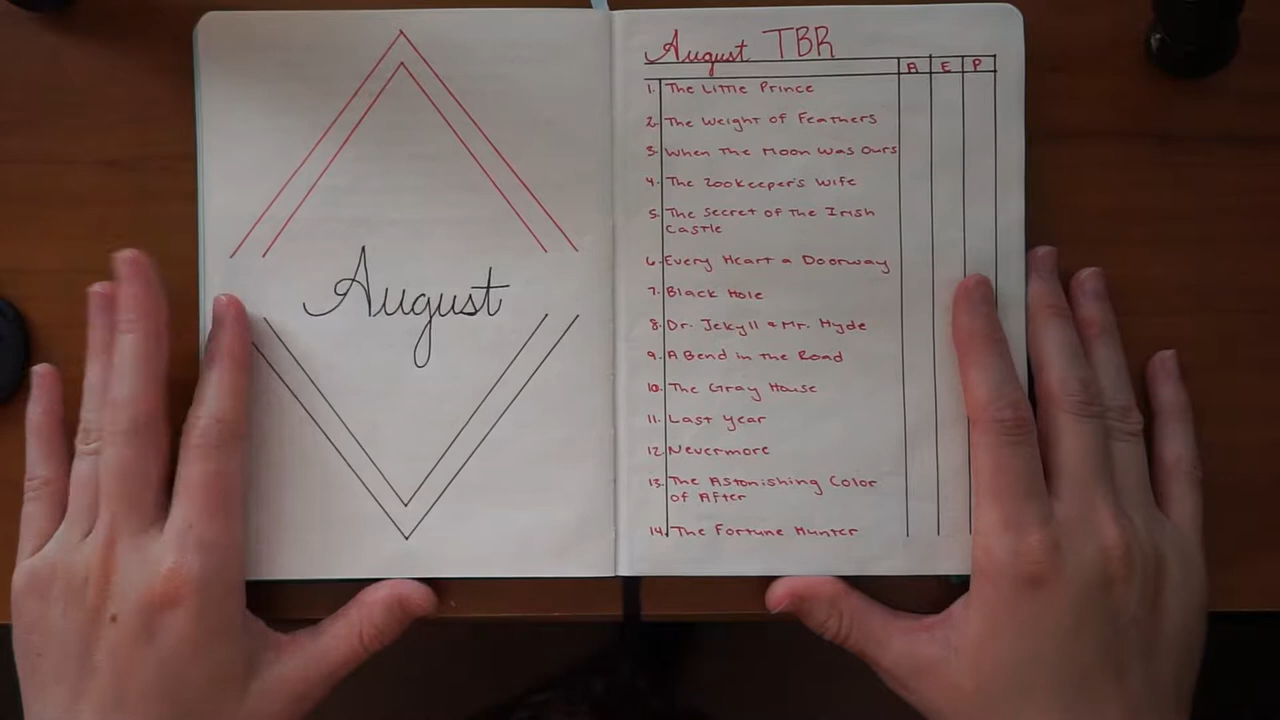 August
August TBR
A E P
1. The Little Prince
2. The Weight of Feathers
3. When The Moon Was Ours
4. The Zookeeper's Wife
5. The Secret of the Irish
Castle
6. Every Heart a Doorway
7. Black Hole
8. Dr. Jekyll & Mr. Hyde
9. A Bend in the Road
10. The Gray House
11. Last Year
12. Nevermore
13. The Astonishing Color
of After
14. The Fortune Hunter